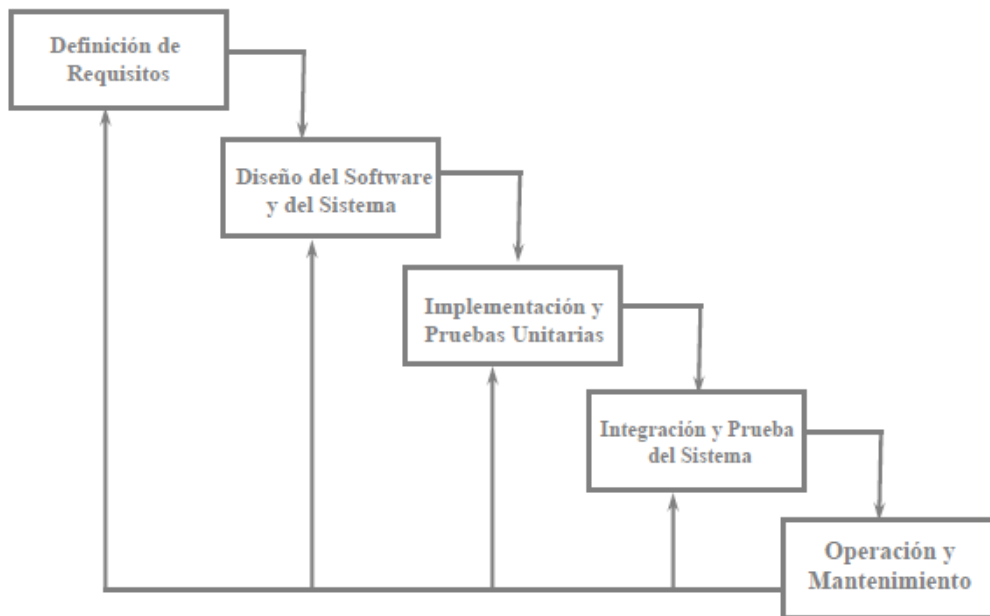 Definición de
Requisitos
Diseño del Software
y del Sistema
Implementación y
Pruebas Unitarias
Integración y Prueba
del Sistema
Operación y
Mantenimiento